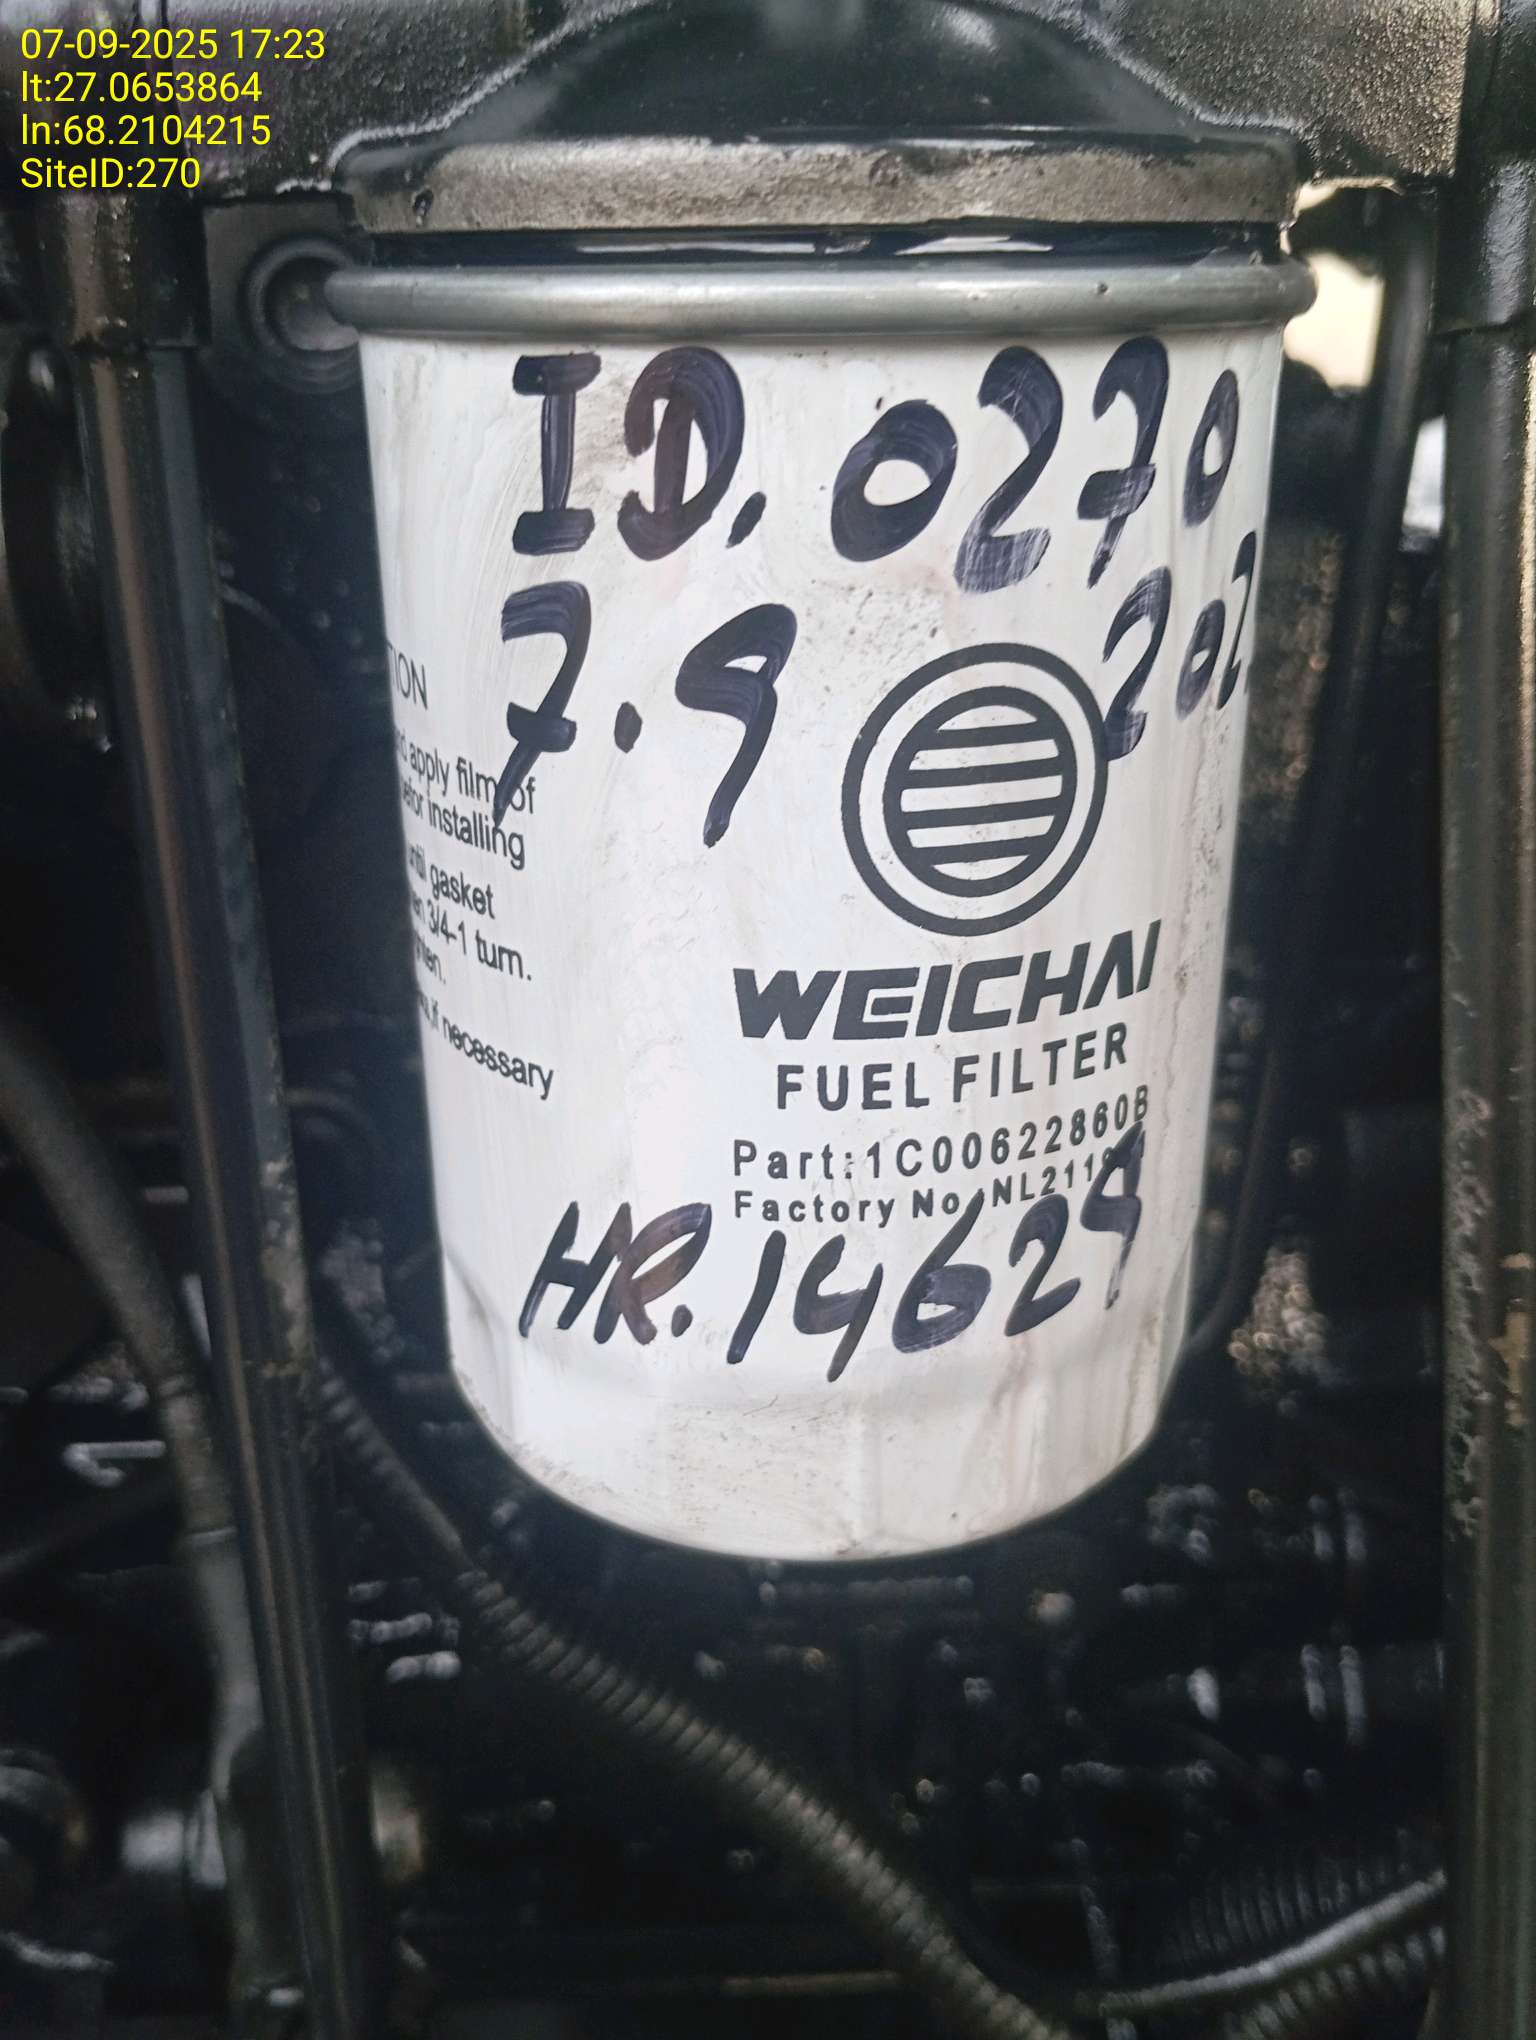 07-09-2025 17:23
lt:27.0653864
ln:68.2104215
SiteID:270
ID. 0270
7.9 202
apply film of
installing
gasket
3/4-1 turn.
if necessary
WEICHAI
FUEL FILTER
Part:1C00622860B
Factory No.
HR. 14629